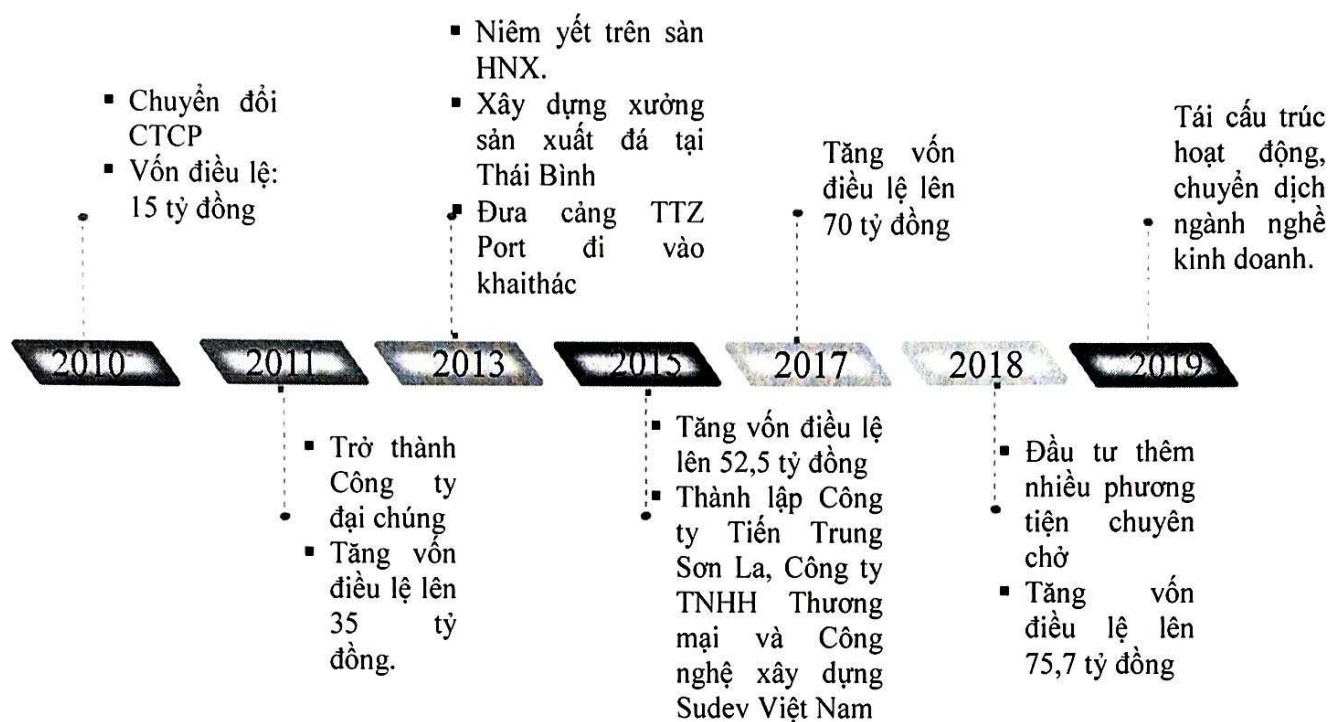 2010
▪ Chuyển đổi
CTCP
▪ Vốn điều lệ:
15 tỷ đồng
2011
▪ Trở thành
Công ty
đại chúng
▪ Tăng vốn
điều lệ lên
35 tỷ
đồng.
2013
▪ Niêm yết trên sàn
HNX.
▪ Xây dựng xưởng
sản xuất đá tại
Thái Bình
▪ Đưa cảng TTZ
Port đi vào
khaithác
2015
▪ Tăng vốn điều lệ
lên 52,5 tỷ đồng
▪ Thành lập Công
ty Tiến Trung
Sơn La, Công ty
TNHH Thương
mại và Công
nghệ xây dựng
Sudev Việt Nam
2017
Tăng vốn
điều lệ lên
70 tỷ đồng
2018
▪ Đầu tư thêm
nhiều phương
tiện chuyên
chở
▪ Tăng vốn
điều lệ lên
75,7 tỷ đồng
2019
Tái cấu trúc
hoạt động,
chuyển dịch
ngành nghề
kinh doanh.